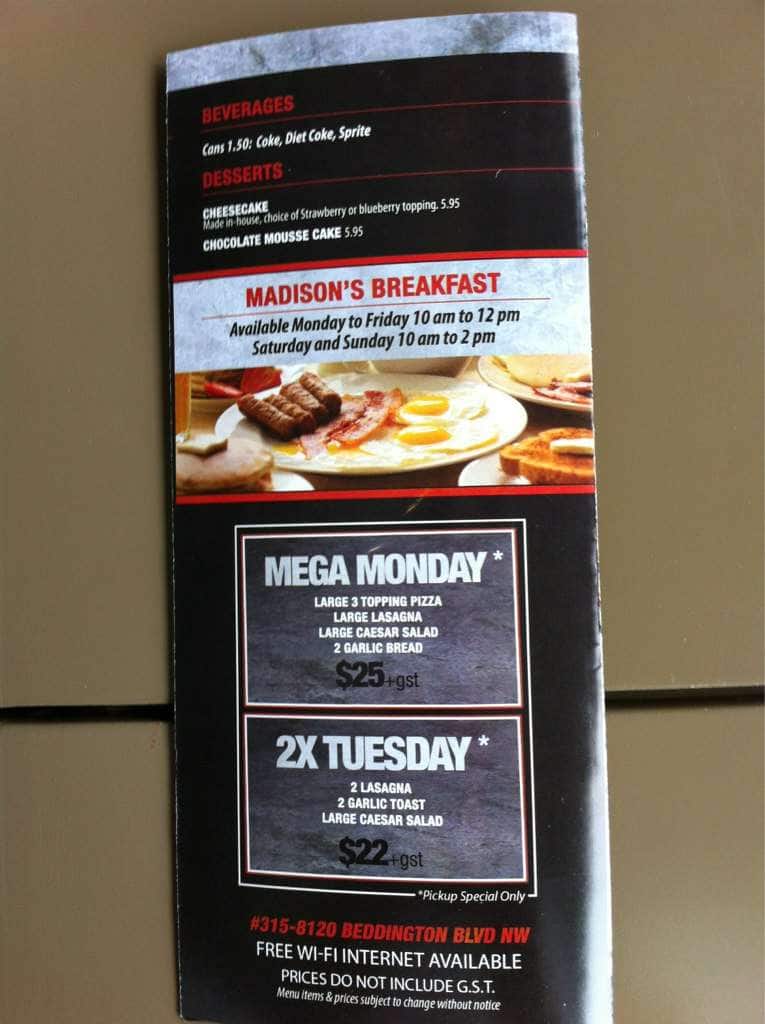 BEVERAGES
Cans 1.50: Coke, Diet Coke, Sprite
DESSERTS
CHEESECAKE
Made in-house, choice of Strawberry or blueberry topping. 5.95
CHOCOLATE MOUSSE CAKE 5.95
MADISON'S BREAKFAST
Available Monday to Friday 10 am to 12 pm
Saturday and Sunday 10 am to 2 pm
MEGA MONDAY*
LARGE 3 TOPPING PIZZA
LARGE LASAGNA
LARGE CAESAR SALAD
2 GARLIC BREAD
$25+gst
2X TUESDAY*
2 LASAGNA
2 GARLIC TOAST
LARGE CAESAR SALAD
$22+gst
*Pickup Special Only
#315-8120 BEDDINGTON BLVD NW
FREE WI-FI INTERNET AVAILABLE
PRICES DO NOT INCLUDE G.S.T.
Menu items & prices subject to change without notice